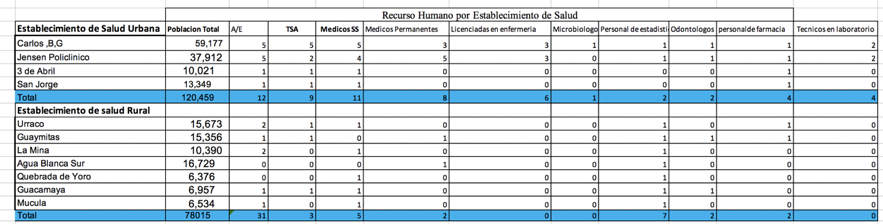 Recurso Humano por Establecimiento de Salud
Establecimiento de Salud Urbana Poblacion Total A/E TSA Medicos SS Medicos Permanentes Licenciadas en enfermeria Microbiologo Personal de estadisti Odontologos personalde farmacia Tecnicos en laboratorio
Carlos ,B,G 59,177 5 5 5 3 3 1 1 1 1 2
Jensen Policlinico 37,912 5 2 4 5 3 0 1 1 1 2
3 de Abril 10,021 1 1 1 0 0 0 0 0 1 0
San Jorge 13,349 1 1 1 0 0 0 0 0 1 0
Total 120,459 12 9 11 8 6 1 2 2 4 4
Establecimiento de salud Rural
Urraco 15,673 2 1 1 0 0 0 1 0 1 0
Guaymitas 15,356 1 1 0 1 0 0 1 1 1 0
La Mina 10,390 2 0 1 0 0 0 1 0 0 0
Agua Blanca Sur 16,729 0 0 0 1 0 0 1 0 0 0
Quebrada de Yoro 6,376 0 0 1 0 0 0 1 0 0 0
Guacamaya 6,957 1 1 1 0 0 0 1 1 0 0
Mucula 6,534 1 0 1 0 0 0 1 0 0 0
Total 78015 31 3 5 2 0 0 7 2 2 0